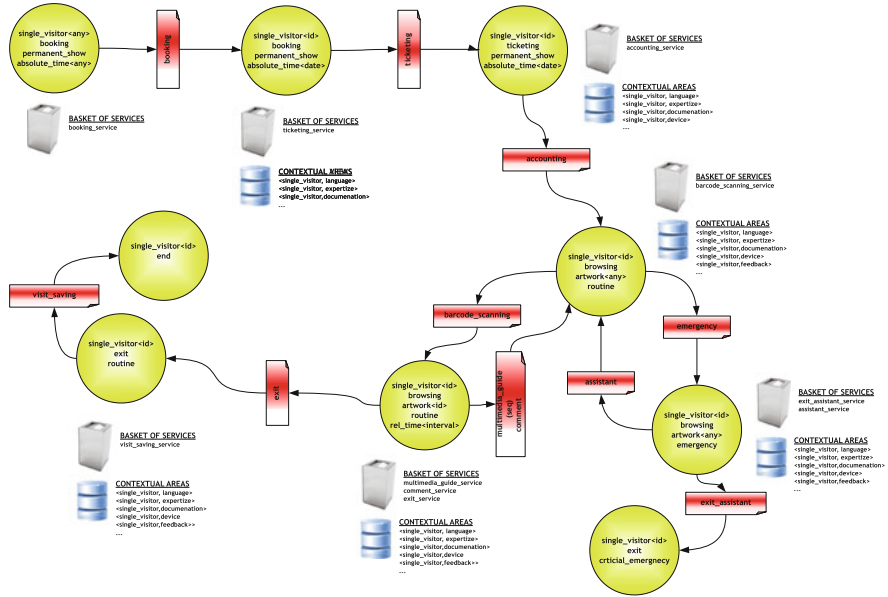 single_visitor<any>
booking
permanent_show
absolute_time<any>
booking
single_visitor<id>
booking
permanent_show
absolute_time<date>
ticketing
single_visitor<id>
ticketing
permanent_show
absolute_time<date>
BASKET OF SERVICES
accounting_service
CONTEXTUAL AREAS
<single_visitor, language>
<single_visitor, expertize>
<single_visitor,documenation>
<single_visitor,device>
...
BASKET OF SERVICES
booking_service
BASKET OF SERVICES
ticketing_service
CONTEXTUAL AREAS
<single_visitor, language>
<single_visitor, expertize>
<single_visitor,documenation>
...
accounting
BASKET OF SERVICES
barcode_scanning_service
CONTEXTUAL AREAS
<single_visitor, language>
<single_visitor, expertize>
<single_visitor,documenation>
<single_visitor,device>
<single_visitor,feedback>
...
single_visitor<id>
end
single_visitor<id>
browsing
artwork<any>
routine
visit_saving
barcode_scanning
emergency
single_visitor<id>
exit
routine
exit
single_visitor<id>
browsing
artwork<id>
routine
rel_time<interval>
multimedia_guide
(seq)
comment
assistant
single_visitor<id>
browsing
artwork<any>
emergency
BASKET OF SERVICES
exit_assistant_service
assistant_service
CONTEXTUAL AREAS
<single_visitor, language>
<single_visitor, expertize>
<single_visitor,documenation>
<single_visitor,device>
<single_visitor,feedback>
...
BASKET OF SERVICES
visit_saving_service
CONTEXTUAL AREAS
<single_visitor, language>
<single_visitor, expertize>
<single_visitor,documenation>
<single_visitor,device
<single_visitor,feedback>>
...
BASKET OF SERVICES
multimedia_guide_service
comment_service
exit_service
CONTEXTUAL AREAS
<single_visitor, language>
<single_visitor, expertize>
<single_visitor,documenation>
<single_visitor,device
<single_visitor,feedback>>
...
exit_assistant
single_visitor<id>
exit
crticial_emergnecy